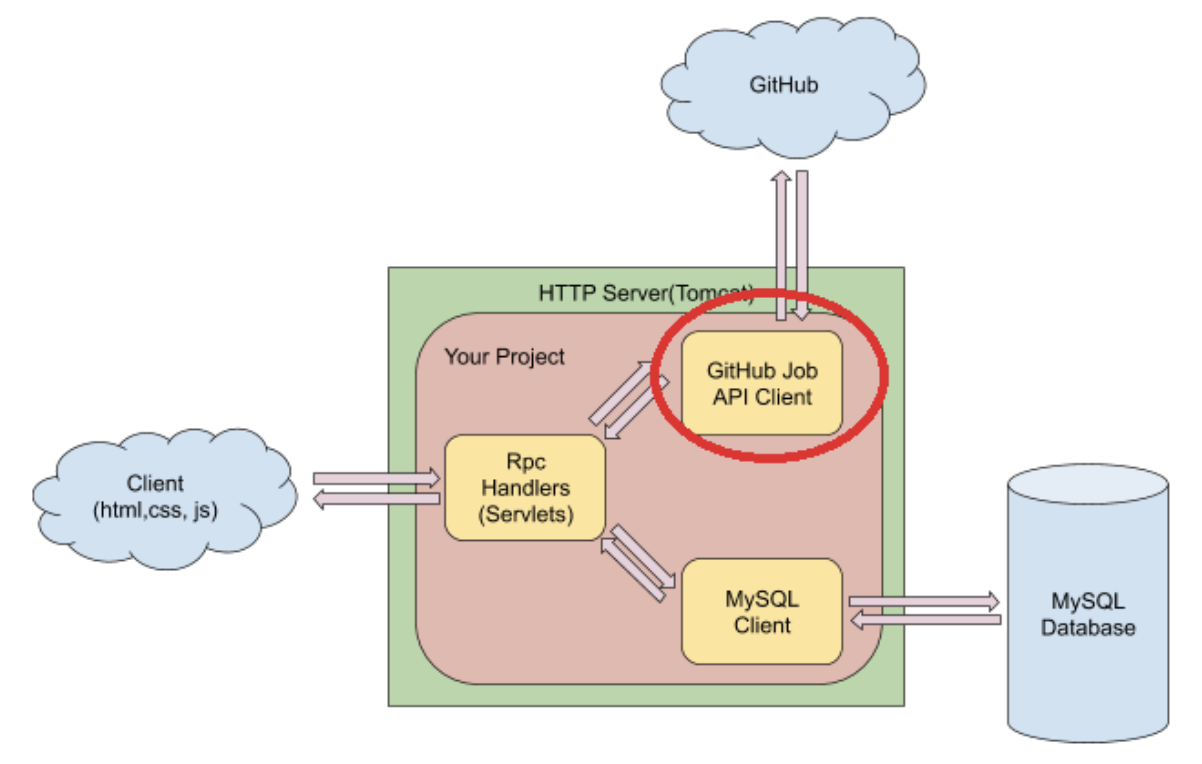 GitHub
HTTP Server(Tomcat)
Your Project
GitHub Job
API Client
Rpc
Handlers
(Servlets)
Client
(html,css, js)
MySQL
Client
MySQL
Database